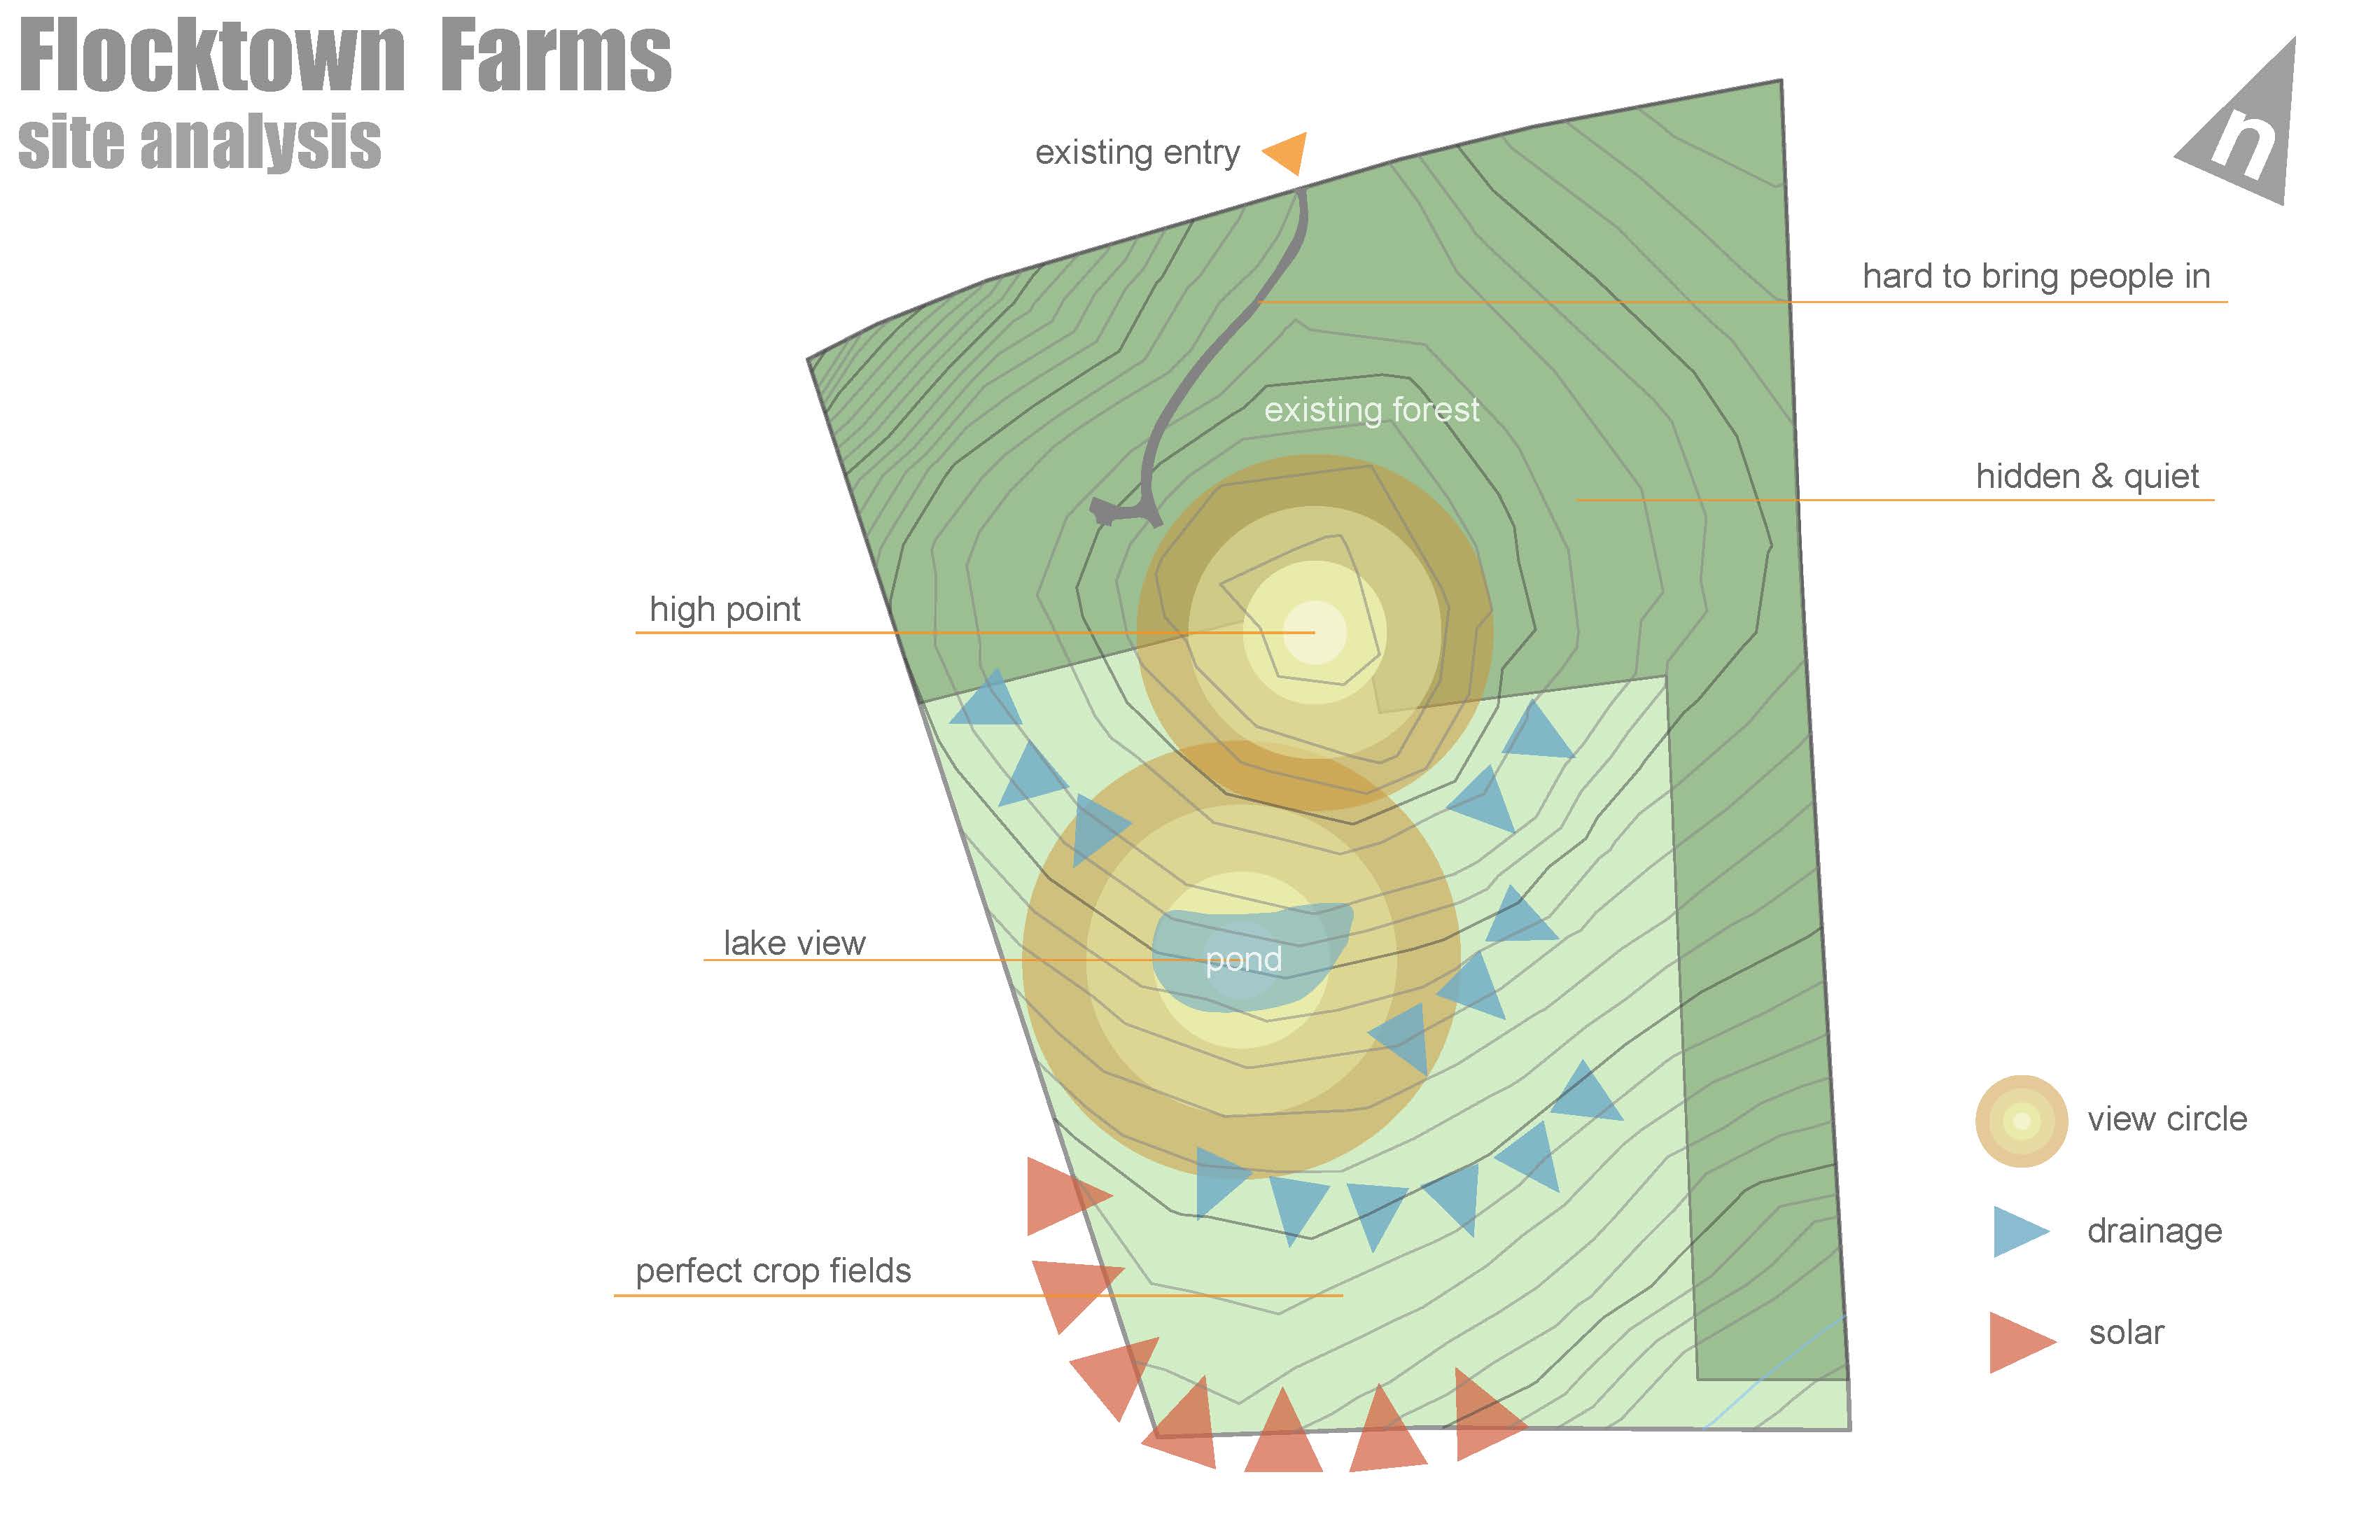 Flocktown Farms
site analysis
n
existing entry
hard to bring people in
existing forest
hidden & quiet
high point
lake view
pond
perfect crop fields
view circle
drainage
solar